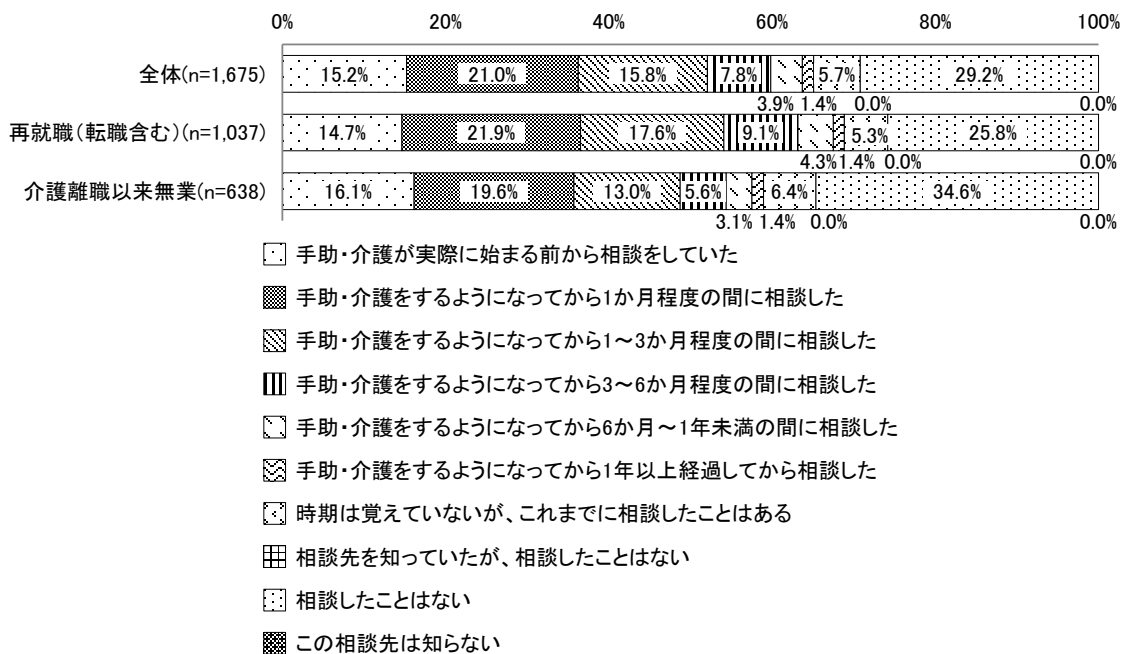 0% 20% 40% 60% 80% 100%
全体(n=1,675) 15.2% 21.0% 15.8% 7.8% 5.7% 29.2%
3.9% 1.4% 0.0% 0.0%
再就職(転職含む)(n=1,037) 14.7% 21.9% 17.6% 9.1% 5.3% 25.8%
4.3% 1.4% 0.0% 0.0%
介護離職以来無業(n=638) 16.1% 19.6% 13.0% 5.6% 6.4% 34.6%
3.1% 1.4% 0.0% 0.0%
手助・介護が実際に始まる前から相談をしていた
手助・介護をするようになってから1か月程度の間に相談した
手助・介護をするようになってから1～3か月程度の間に相談した
手助・介護をするようになってから3～6か月程度の間に相談した
手助・介護をするようになってから6か月～1年未満の間に相談した
手助・介護をするようになってから1年以上経過してから相談した
時期は覚えていないが、これまでに相談したことはある
相談先を知っていたが、相談したことはない
相談したことはない
この相談先は知らない